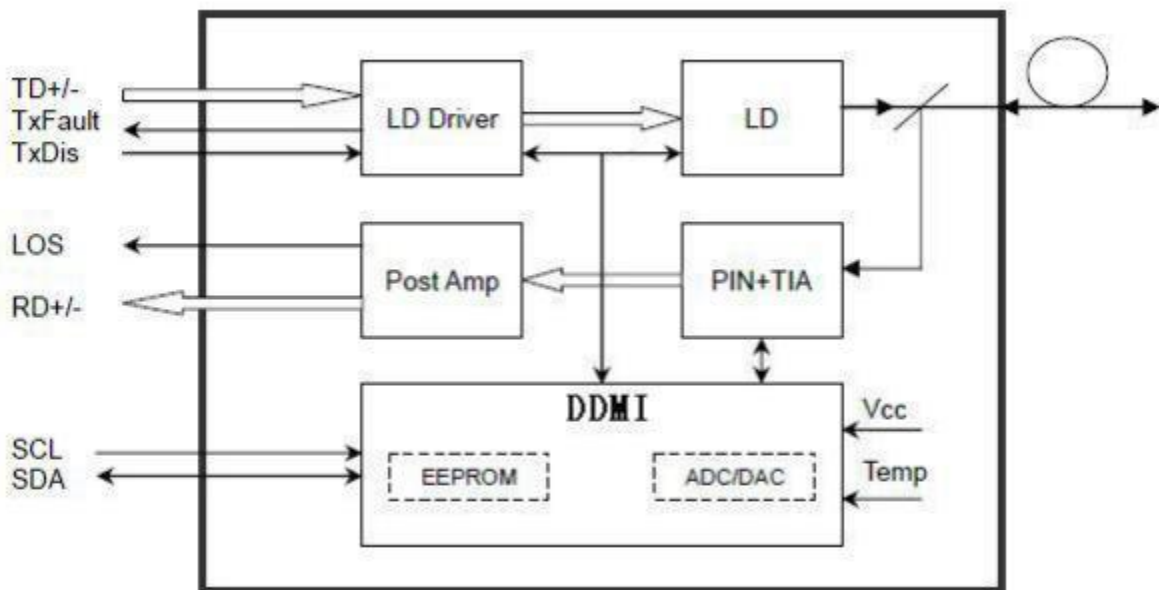 TD+/-
TxFault
TxDis
LD Driver
LD
LOS
RD+/-
Post Amp
PIN+TIA
DDMI
SCL
SDA
EEPROM
ADC/DAC
Vcc
Temp